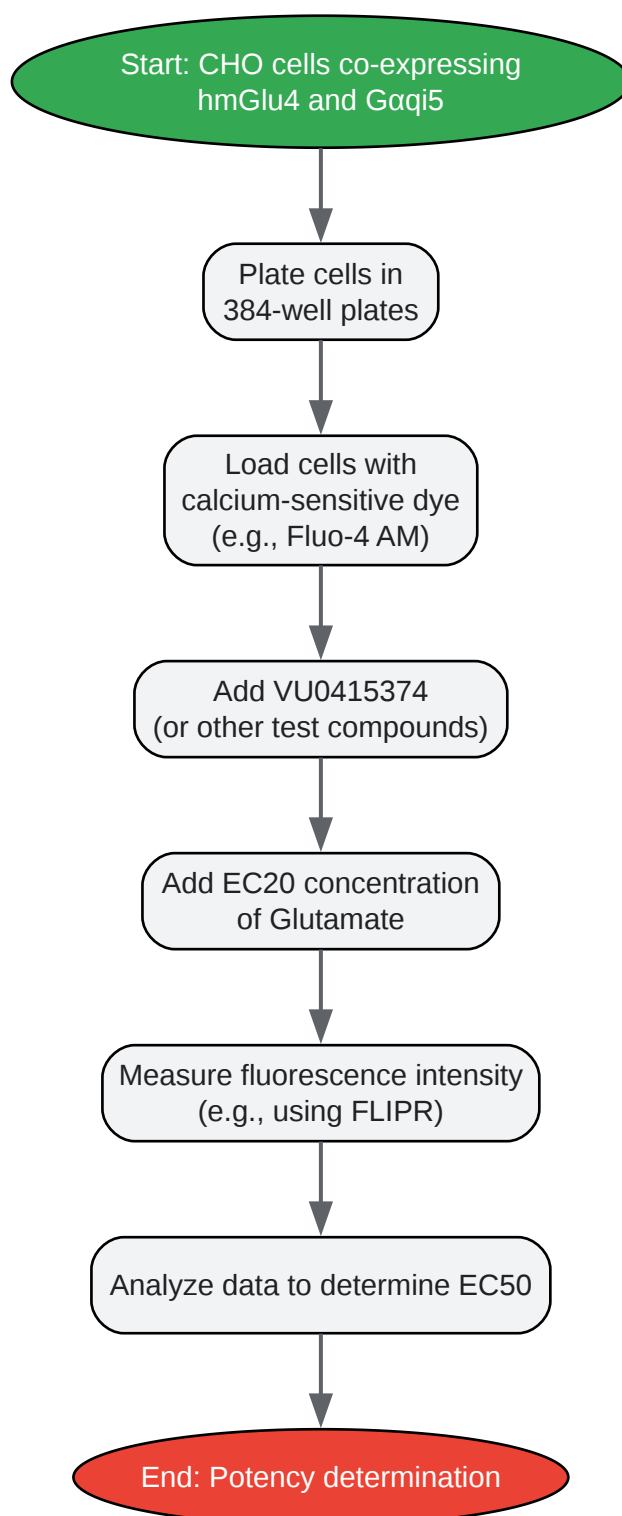 Start: CHO cells co-expressing
hmGlu4 and Gαqi5
Plate cells in
384-well plates
Load cells with
calcium-sensitive dye
(e.g., Fluo-4 AM)
Add VU0415374
(or other test compounds)
Add EC20 concentration
of Glutamate
Measure fluorescence intensity
(e.g., using FLIPR)
Analyze data to determine EC50
End: Potency determination